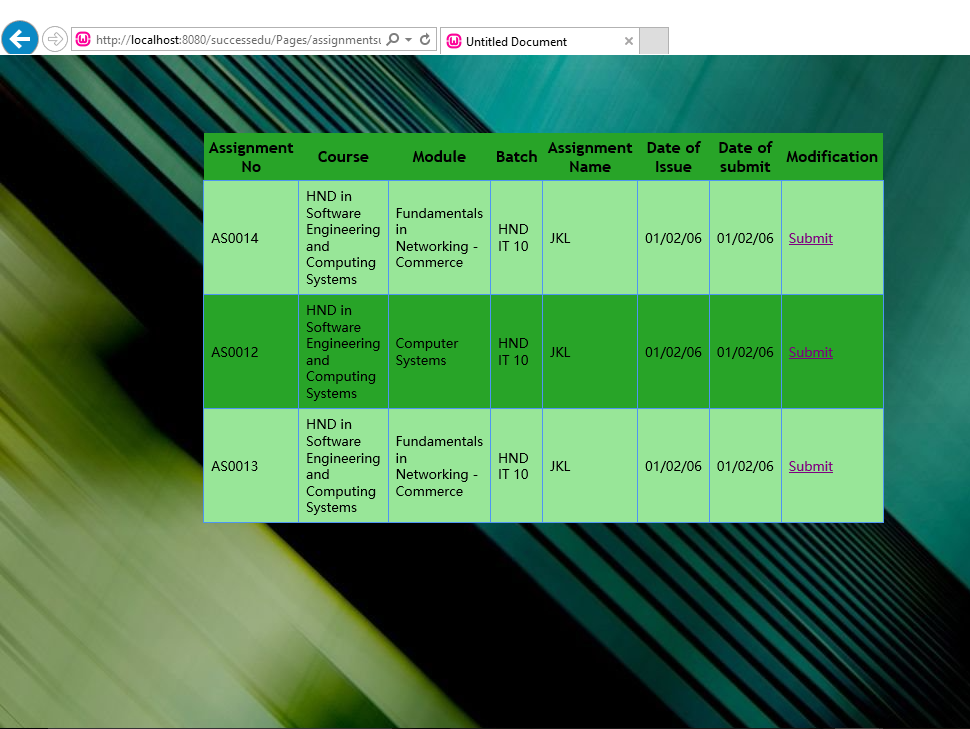 http://localhost:8080/successedu/Pages/assignmentsu
Untitled Document
Assignment No Course Module Batch Assignment Name Date of Issue Date of submit Modification
AS0014 HND in Software Engineering and Computing Systems Fundamentals in Networking - Commerce HND IT 10 JKL 01/02/06 01/02/06 Submit
AS0012 HND in Software Engineering and Computing Systems Computer Systems HND IT 10 JKL 01/02/06 01/02/06 Submit
AS0013 HND in Software Engineering and Computing Systems Fundamentals in Networking - Commerce HND IT 10 JKL 01/02/06 01/02/06 Submit